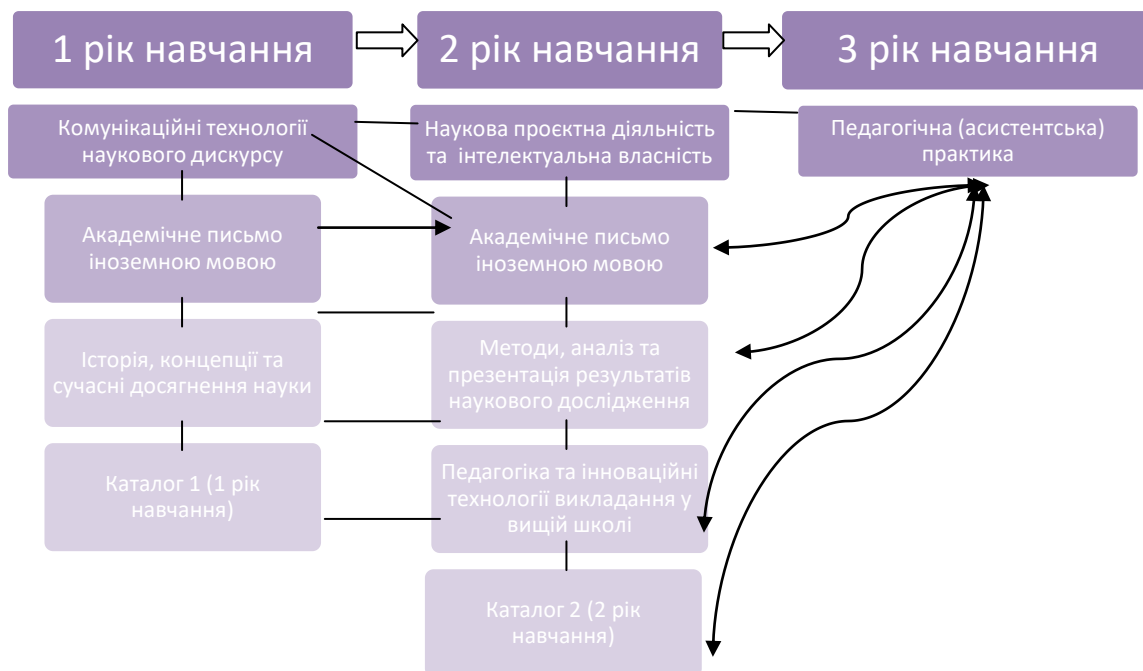 1 рік навчання
2 рік навчання
3 рік навчання
Комунікаційні технології
наукового дискурсу
Наукова проєктна діяльність
та інтелектуальна власність
Педагогічна (асистентська)
практика
Академічне письмо
іноземною мовою
Академічне письмо
іноземною мовою
Історія, концепції та
сучасні досягнення науки
Методи, аналіз та
презентація результатів
наукового дослідження
Каталог 1 (1 рік
навчання)
Педагогіка та інноваційні
технології викладання у
вищій школі
Каталог 2 (2 рік
навчання)